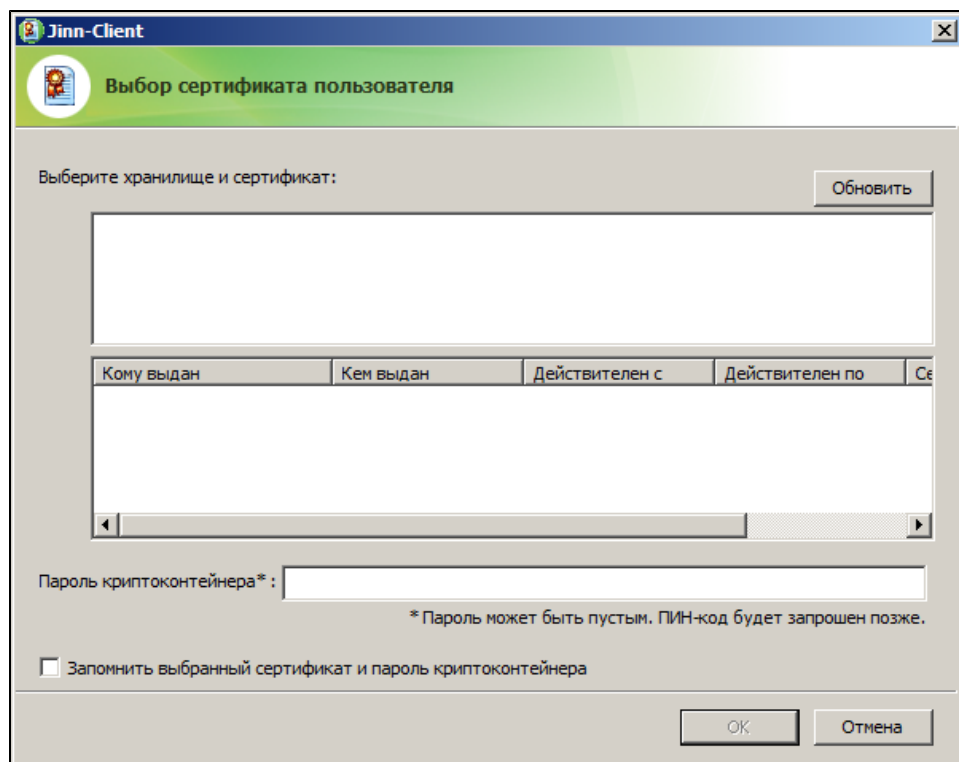 Jinn-Client
Выбор сертификата пользователя
Выберите хранилище и сертификат:
Обновить
Кому выдан Кем выдан Действителен с Действителен по Се
Пароль криптоконтейнера* :
* Пароль может быть пустым. ПИН-код будет запрошен позже.
Запомнить выбранный сертификат и пароль криптоконтейнера
OK Отмена